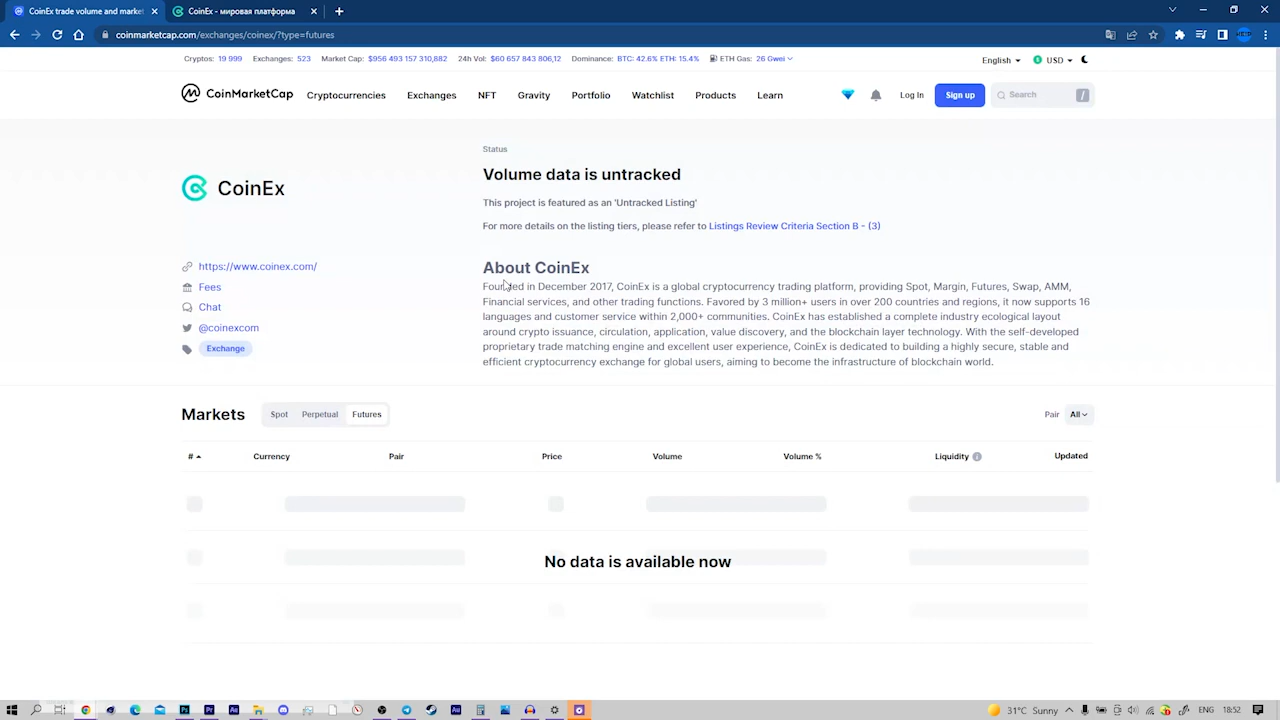 CoinEx trade volume and market
CoinEx - мировая платформа
coinmarketcap.com/exchanges/coinex/?type=futures
Cryptos: 19 999 Exchanges: 523 Market Cap: $956 493 157 310,882 24h Vol: $60 657 843 806,12 Dominance: BTC: 42.6% ETH: 15.4% ETH Gas: 26 Gwei
English USD
CoinMarketCap Cryptocurrencies Exchanges NFT Gravity Portfolio Watchlist Products Learn Log In Sign up Search /
Status
Volume data is untracked
CoinEx
This project is featured as an 'Untracked Listing'
For more details on the listing tiers, please refer to Listings Review Criteria Section B - (3)
https://www.coinex.com/
Fees
Chat
@coinexcom
Exchange
About CoinEx
Founded in December 2017, CoinEx is a global cryptocurrency trading platform, providing Spot, Margin, Futures, Swap, AMM,
Financial services, and other trading functions. Favored by 3 million+ users in over 200 countries and regions, it now supports 16
languages and customer service within 2,000+ communities. CoinEx has established a complete industry ecological layout
around crypto issuance, circulation, application, value discovery, and the blockchain layer technology. With the self-developed
proprietary trade matching engine and excellent user experience, CoinEx is dedicated to building a highly secure, stable and
efficient cryptocurrency exchange for global users, aiming to become the infrastructure of blockchain world.
Markets Spot Perpetual Futures Pair All
# Currency Pair Price Volume Volume % Liquidity Updated
No data is available now
31°C Sunny ENG 18:52